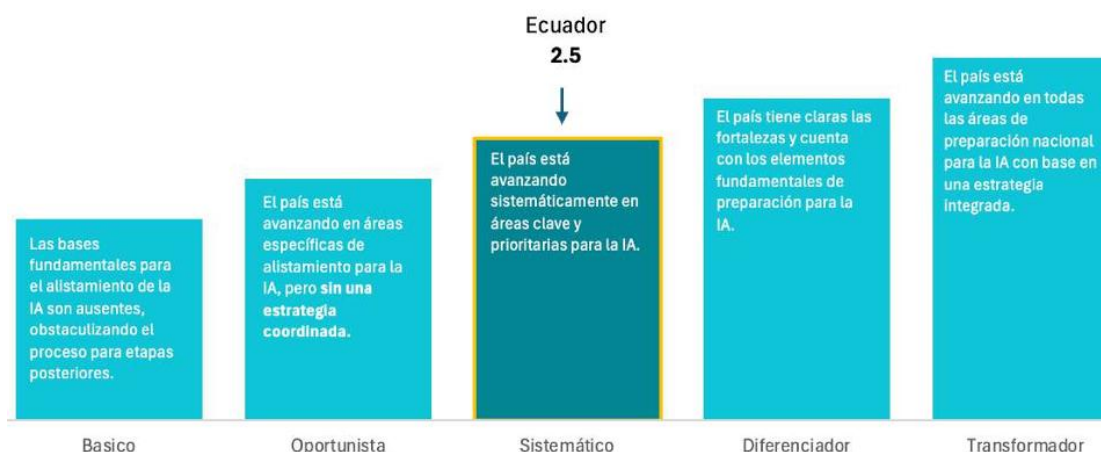 Ecuador
2.5
Las bases
fundamentales para
el alistamiento de la
IA son ausentes,
obstaculizando el
proceso para etapas
posteriores.
El país está
avanzando en áreas
específicas de
alistamiento para la
IA, pero sin una
estrategia
coordinada.
El país está
avanzando
sistemáticamente en
áreas clave y
prioritarias para la IA.
El país tiene claras las
fortalezas y cuenta
con los elementos
fundamentales de
preparación para la
IA.
El país está
avanzando en todas
las áreas de
preparación nacional
para la IA con base en
una estrategia
integrada.
Basico
Oportunista
Sistemático
Diferenciador
Transformador